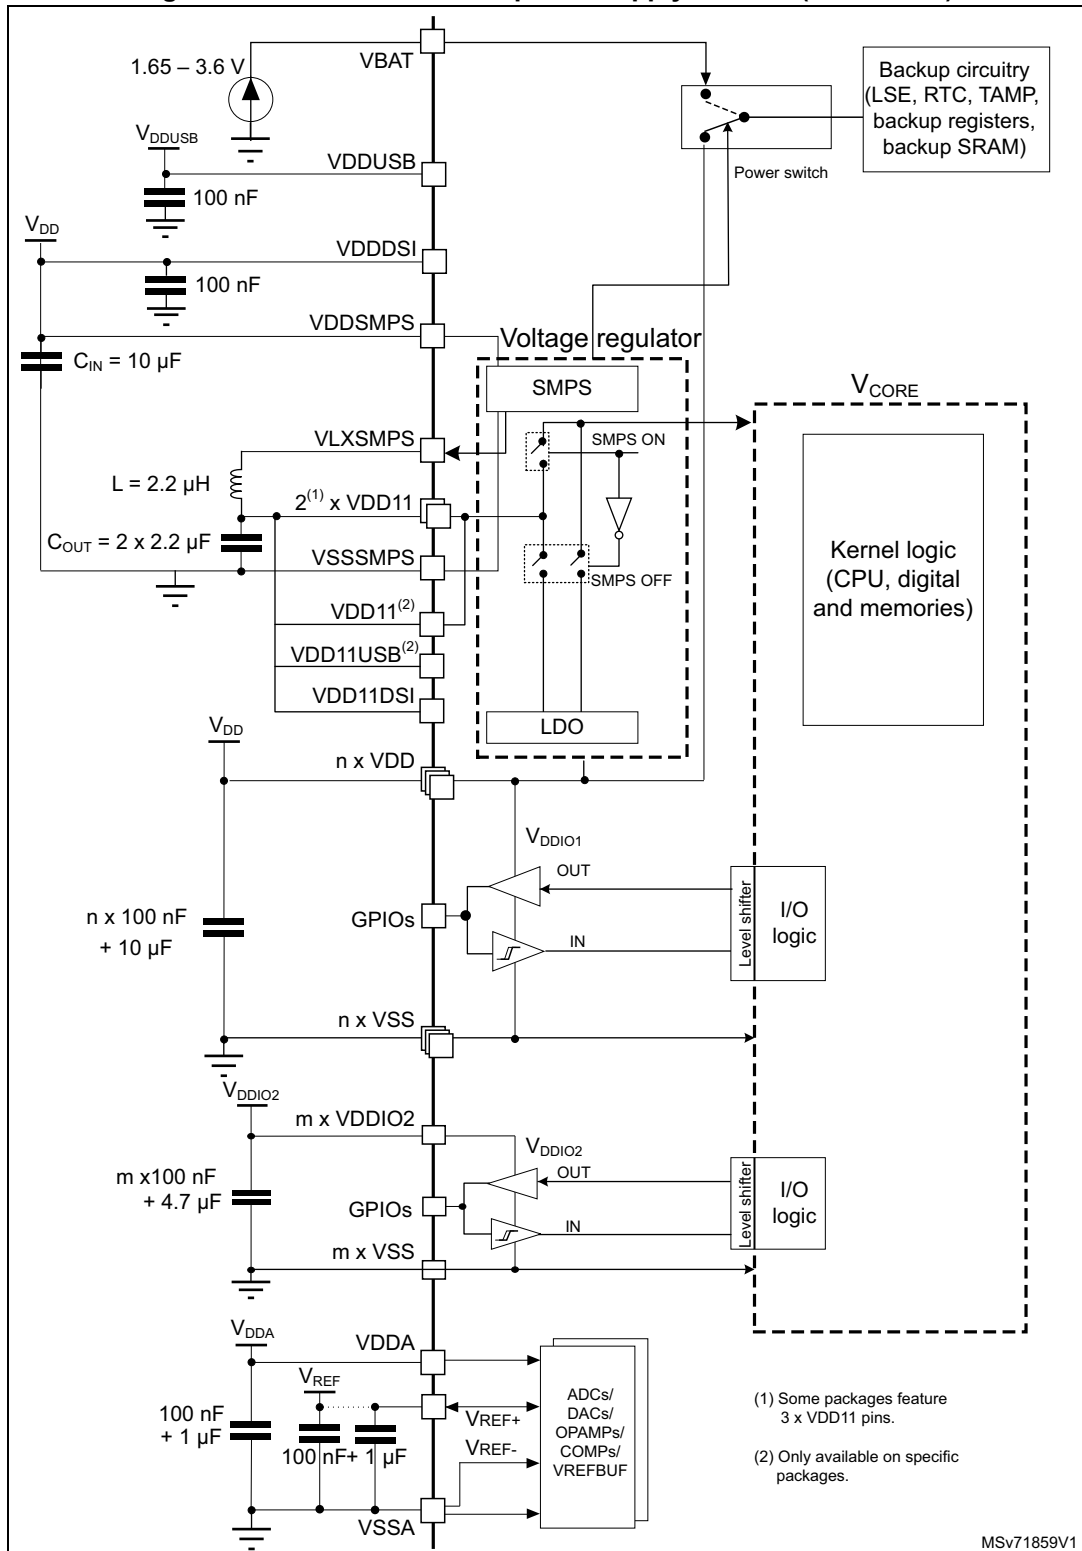 VBAT
1.65 – 3.6 V
Backup circuitry
(LSE, RTC, TAMP,
backup registers,
backup SRAM)
Power switch
VDDUSB
VDDUSB
100 nF
VDD
VDDDSI
100 nF
VDDSMPS
CIN = 10 µF
Voltage regulator
SMPS
VCORE
VLXSMPS
SMPS ON
L = 2.2 µH
2(1) x VDD11
COUT = 2 x 2.2 µF
VSSSMPS
SMPS OFF
Kernel logic
(CPU, digital
and memories)
VDD11(2)
VDD11USB(2)
VDD11DSI
LDO
VDD
n x VDD
VDDIO1
OUT
GPIOs
IN
Level shifter
I/O
logic
n x 100 nF
+ 10 µF
n x VSS
VDDIO2
m x VDDIO2
VDDIO2
OUT
GPIOs
IN
Level shifter
I/O
logic
m x100 nF
+ 4.7 µF
m x VSS
VDDA
VDDA
VREF
100 nF
+ 1 µF
100 nF+ 1 µF
VREF+
VREF-
VSSA
ADCs/
DACs/
OPAMPs/
COMPs/
VREFBUF
(1) Some packages feature
3 x VDD11 pins.
(2) Only available on specific
packages.
MSv71859V1